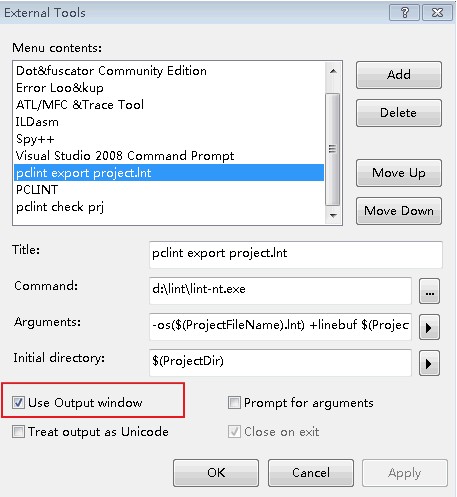 External Tools
Menu contents:
Dot&fuscator Community Edition
Error Loo&kup
ATL/MFC &Trace Tool
ILDasm
Spy++
Visual Studio 2008 Command Prompt
pclint export project.lnt
PCLINT
pclint check prj
Add
Delete
Move Up
Move Down
Title: pclint export project.lnt
Command: d:\lint\lint-nt.exe ...
Arguments: -os($(ProjectFileName).lnt) +linebuf $(Project
Initial directory: $(ProjectDir)
Use Output window Prompt for arguments
Treat output as Unicode Close on exit
OK Cancel Apply